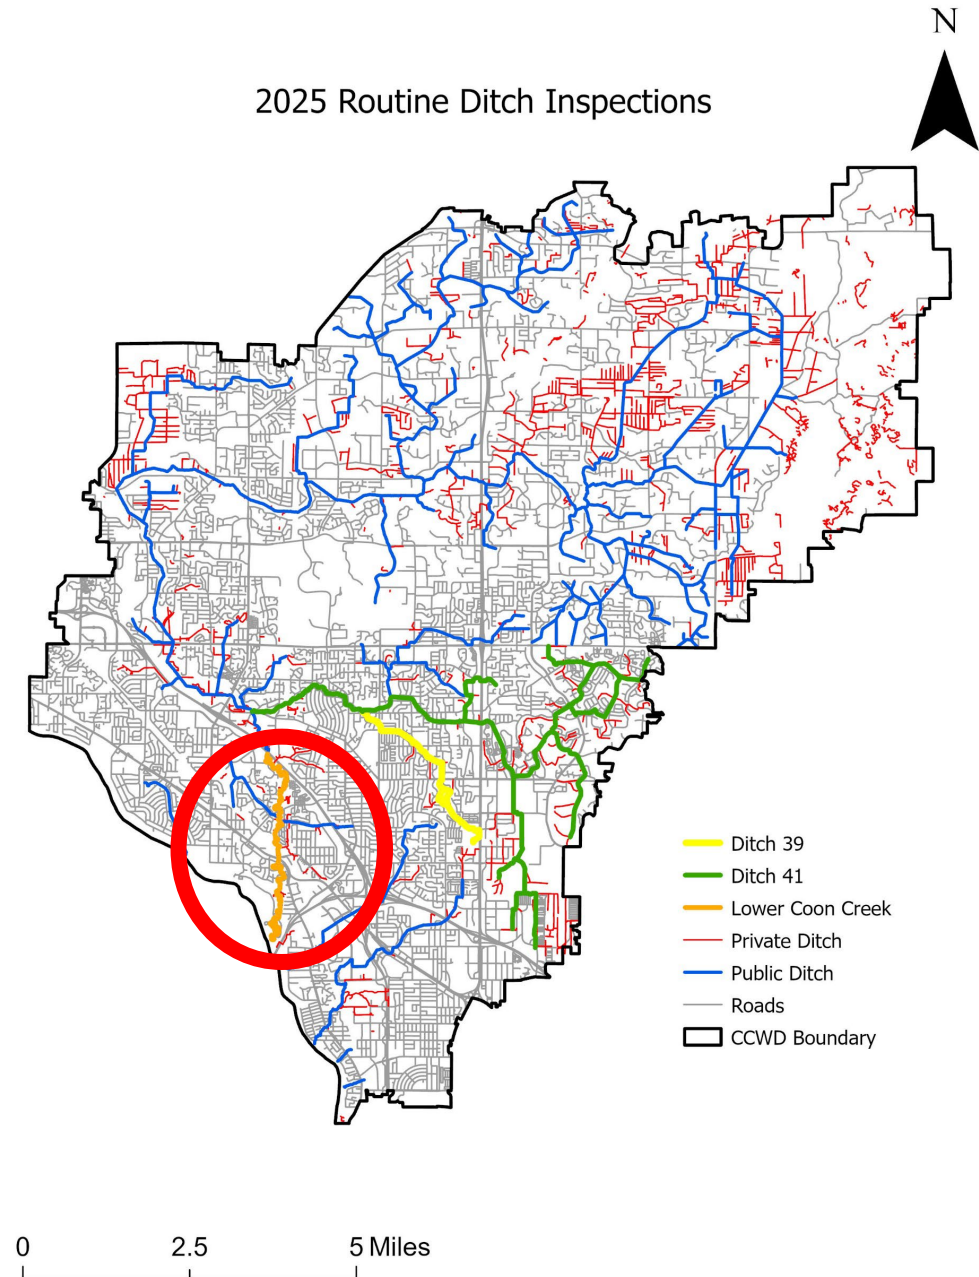 N
2025 Routine Ditch Inspections
Ditch 39
Ditch 41
Lower Coon Creek
Private Ditch
Public Ditch
Roads
CCWD Boundary
0 2.5 5 Miles